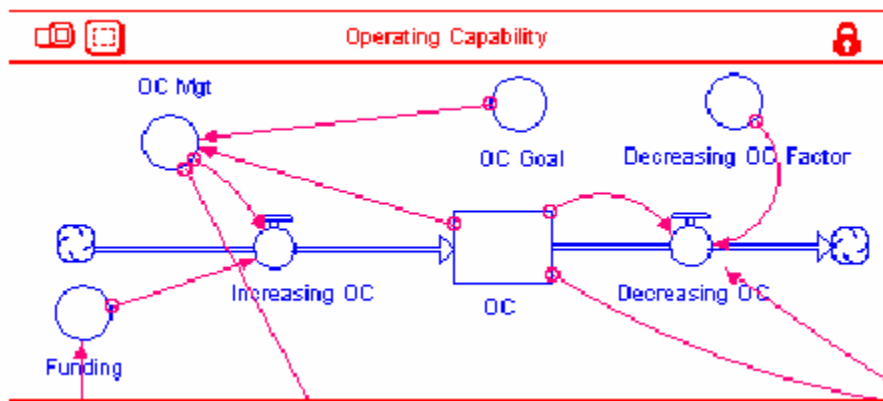 Operating Capability
OC Mgt
OC Goal
Decreasing OC Factor
Increasing OC
OC
Decreasing OC
Funding